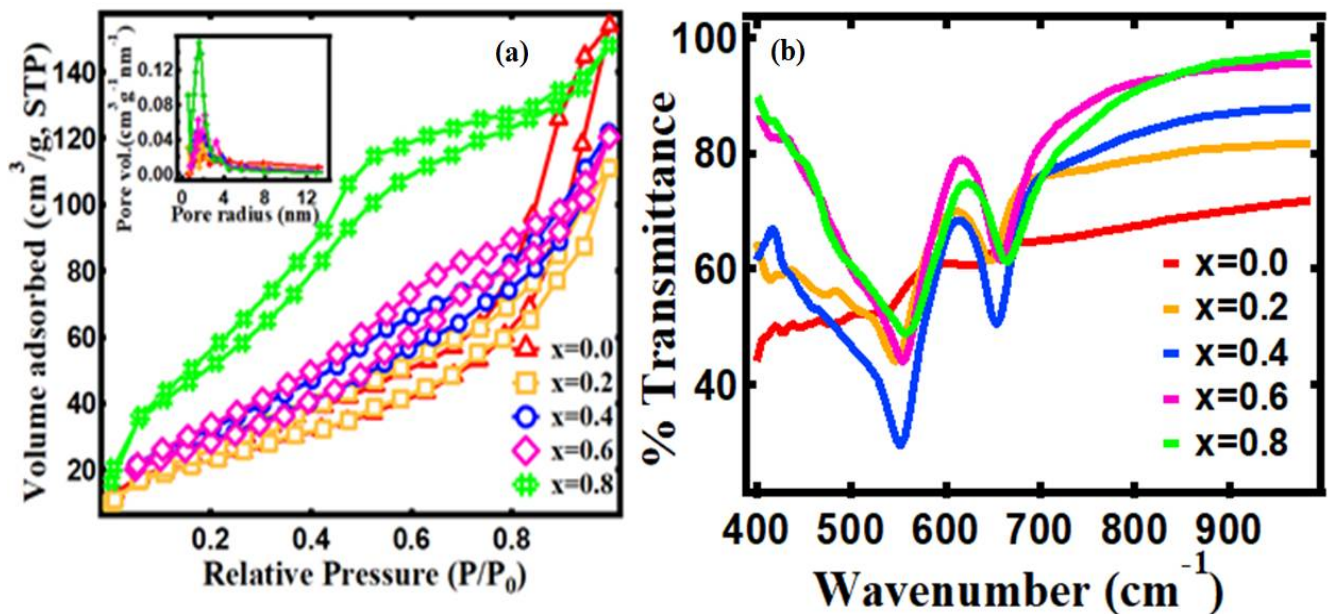 (a)
Volume adsorbed (cm³/g, STP)
140
120
100
80
60
40
20
0.2 0.4 0.6 0.8
Relative Pressure (P/P₀)
Pore vol.(cm³ g⁻¹ nm⁻¹
0.12
0.08
0.04
0.00
0 4 8 12
Pore radius (nm)
x=0.0
x=0.2
x=0.4
x=0.6
x=0.8
(b)
% Transmittance
100
80
60
40
400 500 600 700 800 900
Wavenumber (cm⁻¹)
x=0.0
x=0.2
x=0.4
x=0.6
x=0.8